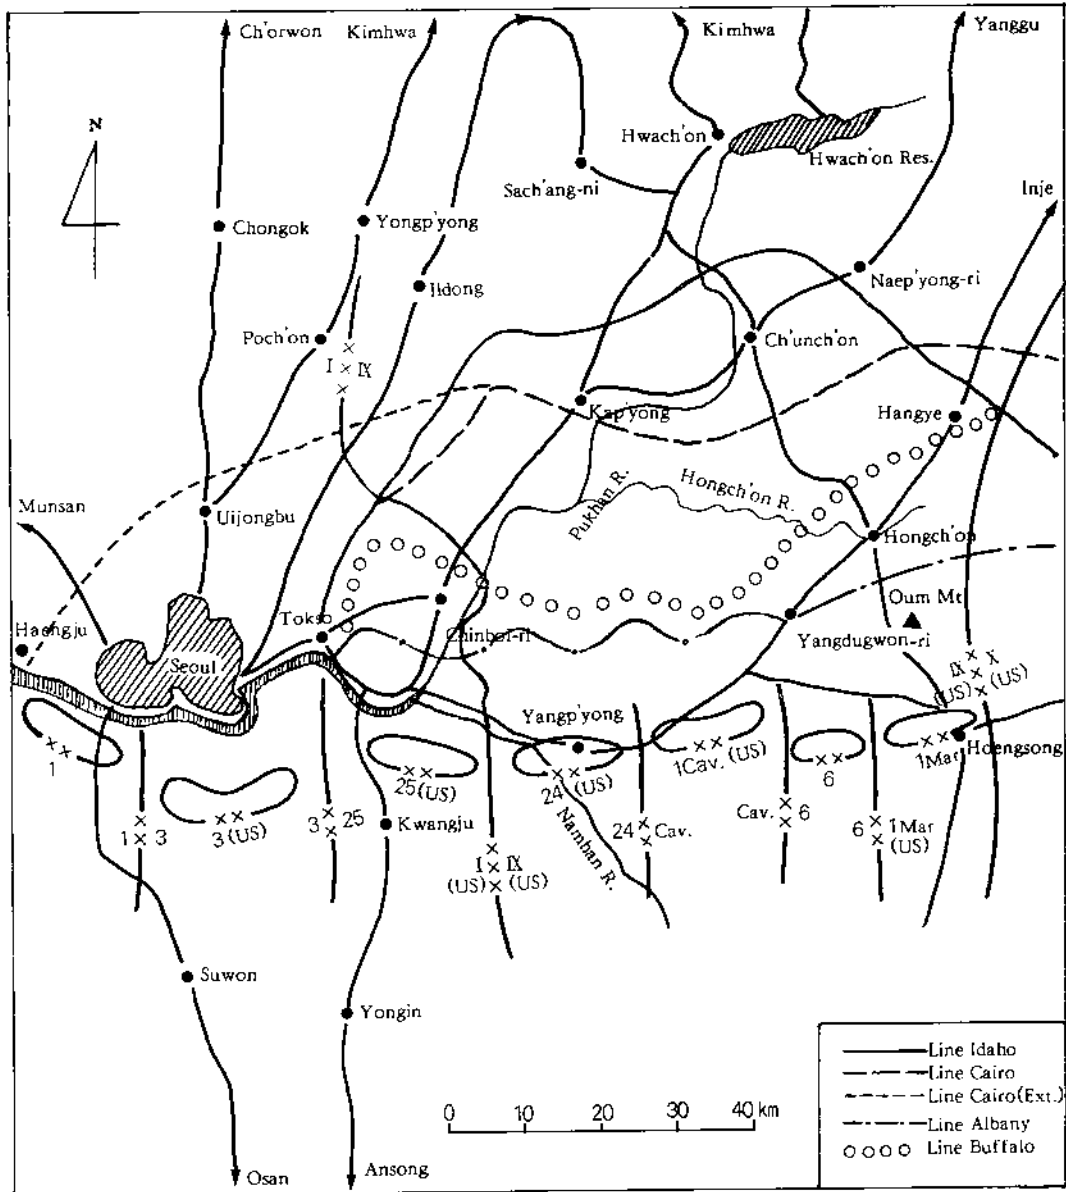 Ch'orwon
Kimhwa
Kimhwa
Yanggu
N
Hwach'on
Hwach'on Res.
Sach'ang-ni
Inje
Chongok
Yongp'yong
Naep'yong-ri
Ildong
Poch'on
Ch'unch'on
I × IX
Kap'yong
Hangye
Munsan
Uijongbu
Pukhan R.
Hongch'on R.
Hongch'on
Oum Mt
Haengju
Tokso
Chinbol-ri
Yangdugwon-ri
Seoul
IX × X
(US) (US)
Yangp'yong
1
25(US)
24 (US)
1Cav. (US)
6
1Mar
Hoengsong
1 3
3(US)
3 25
Kwangju
24 Cav.
Cav. 6
6 1Mar
(US)
I IX
(US) (US)
Namhan R.
Suwon
Yongin
Line Idaho
Line Cairo
Line Cairo(Ext.)
Line Albany
Line Buffalo
0 10 20 30 40 km
Osan
Ansong